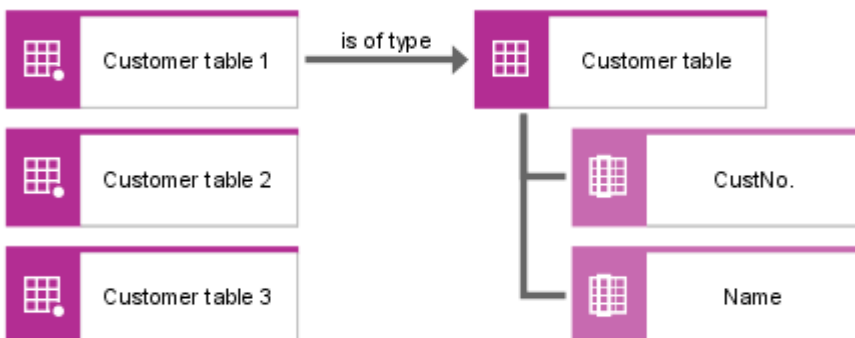 Customer table 1
is of type
Customer table
Customer table 2
CustNo.
Customer table 3
Name